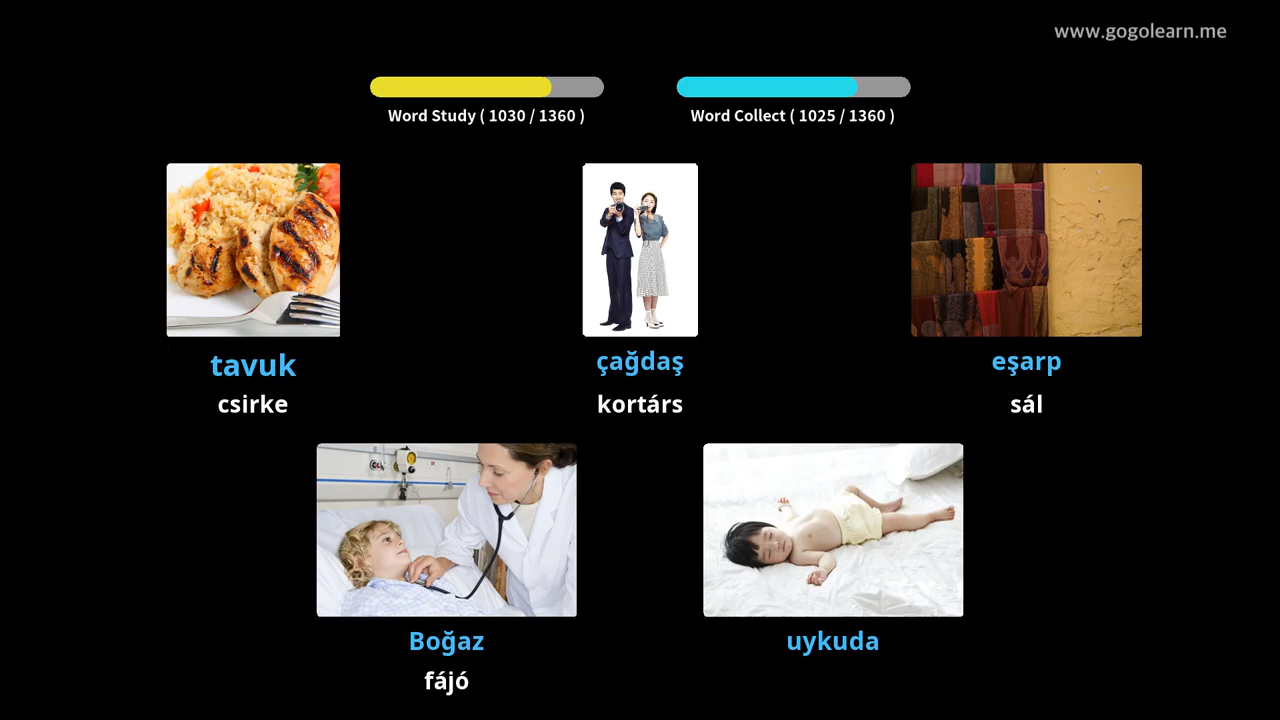 www.gogolearn.me
Word Study ( 1030 / 1360 )
Word Collect ( 1025 / 1360 )
tavuk
csirke
çağdaş
kortárs
eşarp
sál
Boğaz
fájó
uykuda